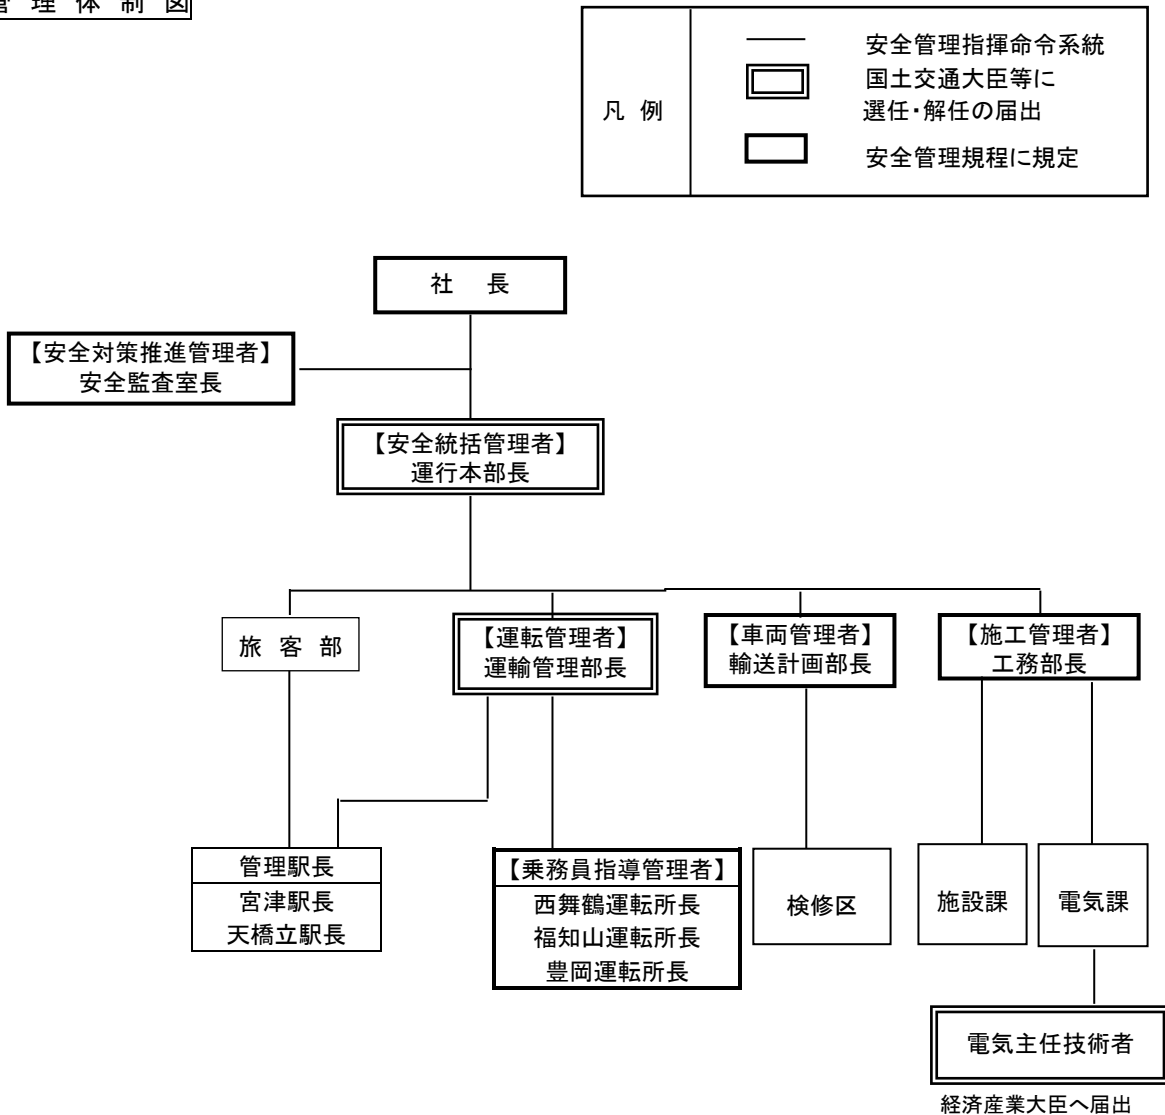 管 理 体 制 図
凡 例
安全管理指揮命令系統
国土交通大臣等に
選任・解任の届出
安全管理規程に規定
社 長
【安全対策推進管理者】
安全監査室長
【安全統括管理者】
運行本部長
旅 客 部
【運転管理者】
運輸管理部長
【車両管理者】
輸送計画部長
【施工管理者】
工務部長
管理駅長
宮津駅長
天橋立駅長
【乗務員指導管理者】
西舞鶴運転所長
福知山運転所長
豊岡運転所長
検修区
施設課
電気課
電気主任技術者
経済産業大臣へ届出